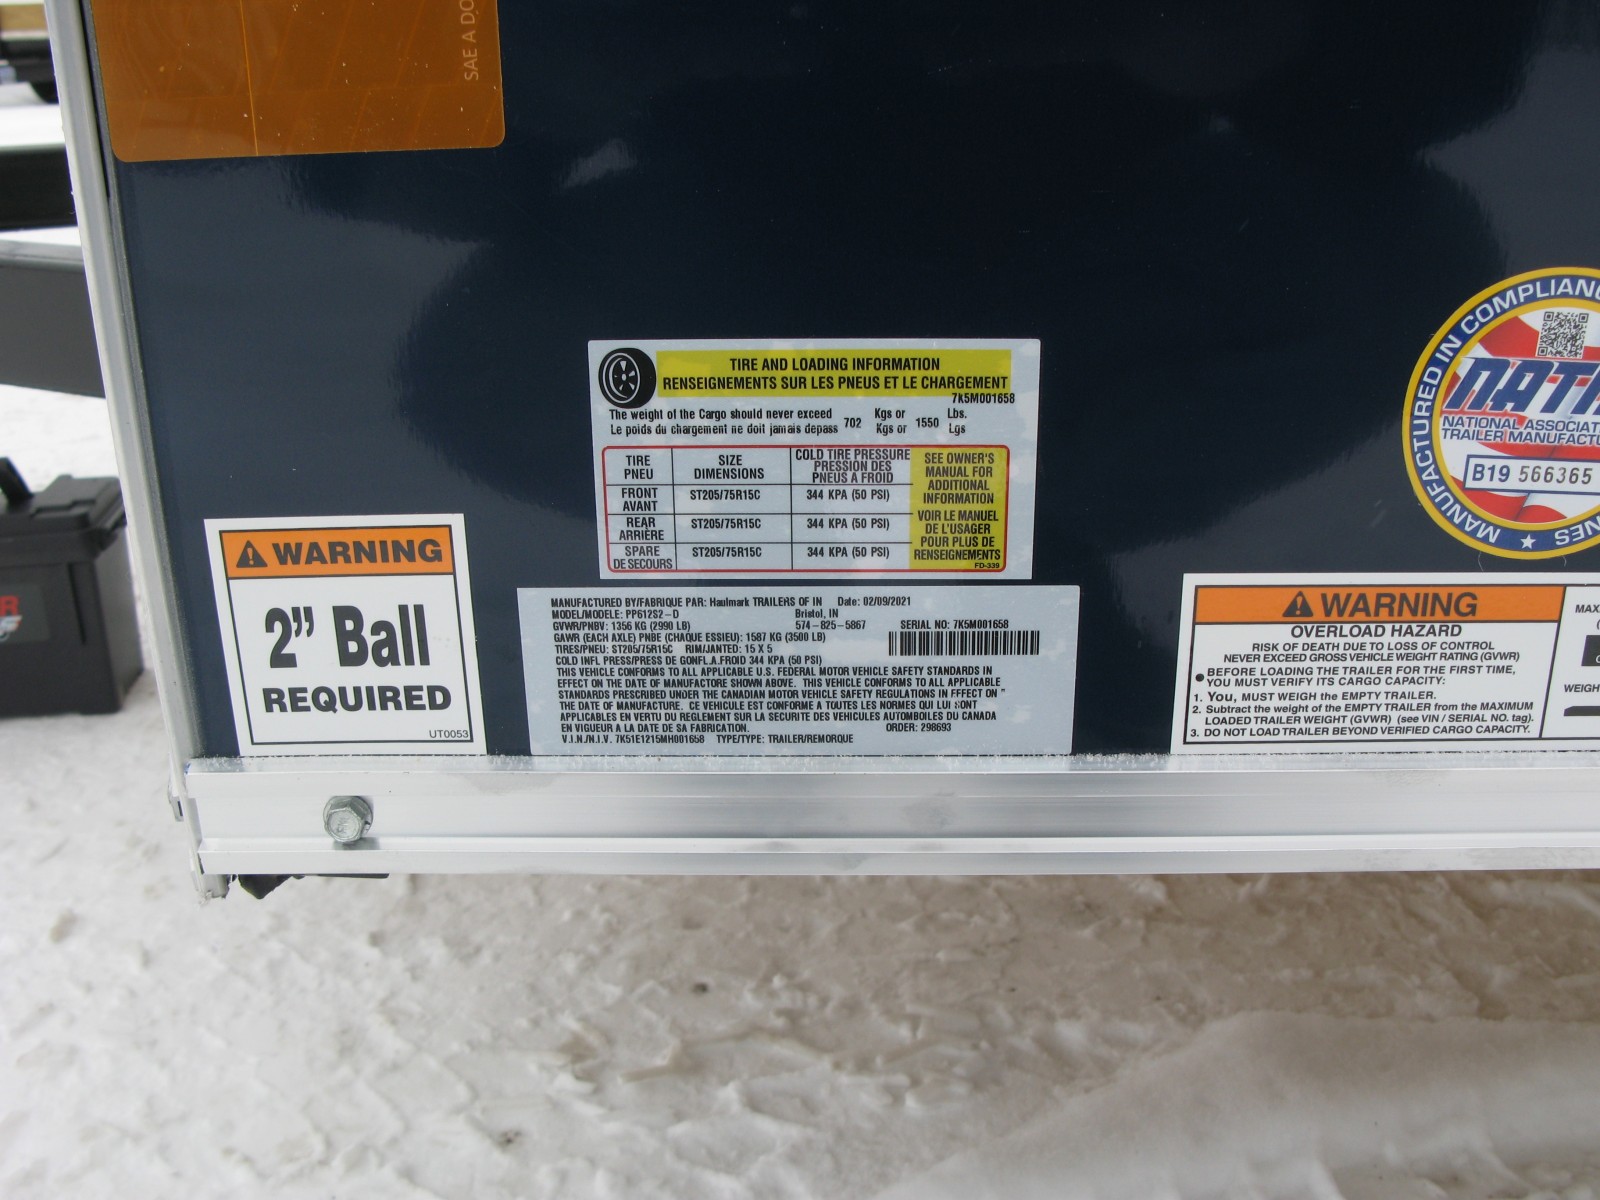 SAE A DO
TIRE AND LOADING INFORMATION
RENSEIGNEMENTS SUR LES PNEUS ET LE CHARGEMENT
7K5M001658
The weight of the Cargo should never exceed 702 Kgs or 1550 Lbs.
Le poids du chargement ne doit jamais depass Kgs or Lgs
TIRE PNEU
SIZE DIMENSIONS
COLD TIRE PRESSURE
PRESSION DES
PNEUS À FROID
FRONT AVANT ST205/75R15C 344 KPA (50 PSI)
REAR ARRIÈRE ST205/75R15C 344 KPA (50 PSI)
SPARE DE SECOURS ST205/75R15C 344 KPA (50 PSI)
SEE OWNER'S
MANUAL FOR
ADDITIONAL
INFORMATION
VOIR LE MANUEL
DE L'USAGER
POUR PLUS DE
RENSEIGNEMENTS
FD-339
WARNING
2" Ball
REQUIRED
UT0053
MANUFACTURED BY/FABRIQUE PAR: Haulmark TRAILERS OF IN Date: 02/09/2021
MODEL/MODELE: PP612S2-D Bristol, IN
GVWR/PNBV: 1356 KG (2990 LB) 574-825-5867 SERIAL NO: 7K5M001658
GAWR (EACH AXLE) PNBE (CHAQUE ESSIEU): 1587 KG (3500 LB)
TIRES/PNEU: ST205/75R15C RIM/JANTED: 15 X 5
COLD INFL PRESS/PRESS DE GONFL.A.FROID 344 KPA (50 PSI)
THIS VEHICLE CONFORMS TO ALL APPLICABLE U.S. FEDERAL MOTOR VEHICLE SAFETY STANDARDS IN
EFFECT ON THE DATE OF MANUFACTORE SHOWN ABOVE. THIS VEHICLE CONFORMS TO ALL APPLICABLE
STANDARDS PRESCRIBED UNDER THE CANADIAN MOTOR VEHICLE SAFETY REGULATIONS IN FFFECT ON "
THE DATE OF MANUFACTURE. CE VEHICULE EST CONFORME A TOUTES LES NORMES QUI LUI SONT
APPLICABLES EN VERTU DU REGLEMENT SUR LA SECURITE DES VEHICULES AUTOMBOILES DU CANADA
EN VIGUEUR A LA DATE DE SA FABRICATION. ORDER: 298693
V.I.N./N.I.V. 7K51E1215MH001658 TYPE/TYPE: TRAILER/REMORQUE
MANUFACTURED IN COMPLIANC
NATM
NATIONAL ASSOCIAT
TRAILER MANUFACTU
B19 566365
WARNING
OVERLOAD HAZARD
RISK OF DEATH DUE TO LOSS OF CONTROL
NEVER EXCEED GROSS VEHICLE WEIGHT RATING (GVWR)
● BEFORE LOADING THE TRAILER FOR THE FIRST TIME,
YOU MUST VERIFY ITS CARGO CAPACITY:
1. You, MUST WEIGH the EMPTY TRAILER.
2. Subtract the weight of the EMPTY TRAILER from the MAXIMUM
LOADED TRAILER WEIGHT (GVWR) (see VIN / SERIAL NO. tag).
3. DO NOT LOAD TRAILER BEYOND VERIFIED CARGO CAPACITY.
MAX
WEIGH